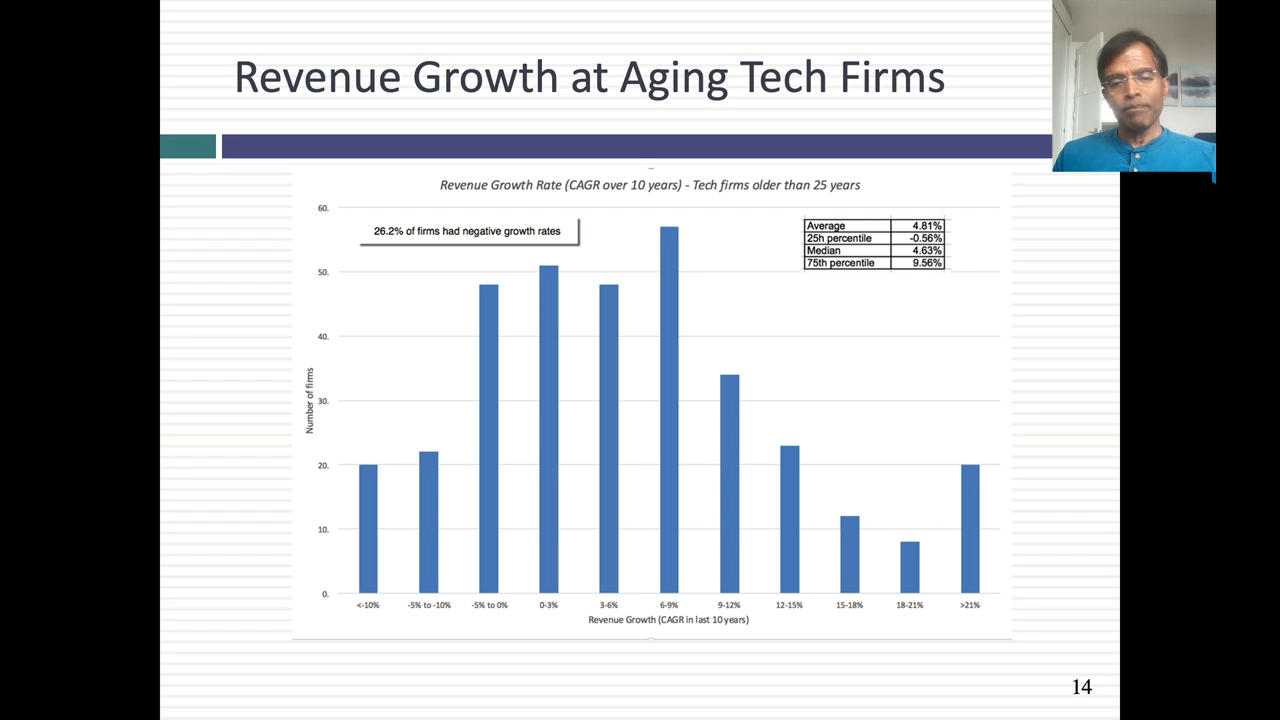 Revenue Growth at Aging Tech Firms
Revenue Growth Rate (CAGR over 10 years) - Tech firms older than 25 years
60.
50.
40.
30.
20.
10.
0.
Number of firms
26.2% of firms had negative growth rates
Average 4.81%
25h percentile -0.56%
Median 4.63%
75th percentile 9.56%
<-10% -5% to -10% -5% to 0% 0-3% 3-6% 6-9% 9-12% 12-15% 15-18% 18-21% >21%
Revenue Growth (CAGR in last 10 years)
14